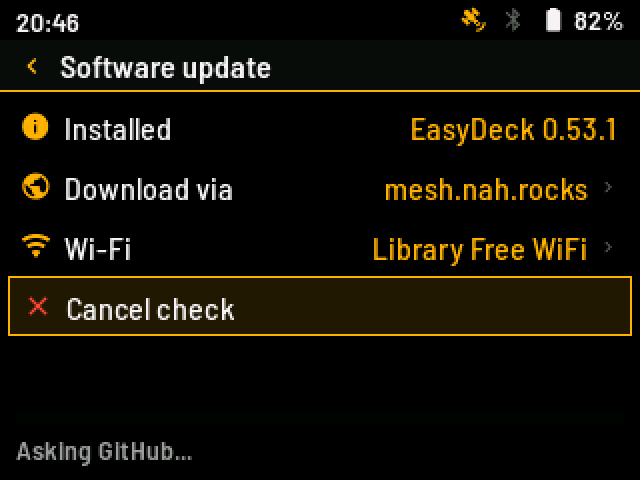 20:46 82%
Software update
Installed EasyDeck 0.53.1
Download via mesh.nah.rocks
Wi-Fi Library Free WiFi
Cancel check
Asking GitHub...